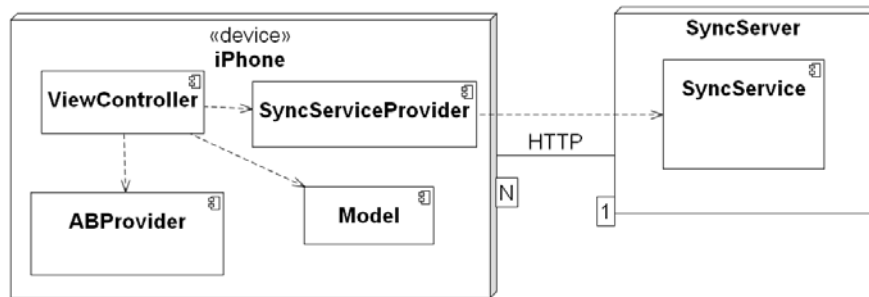 «device»
iPhone
ViewController
SyncServiceProvider
ABProvider
Model
HTTP
N
1
SyncServer
SyncService